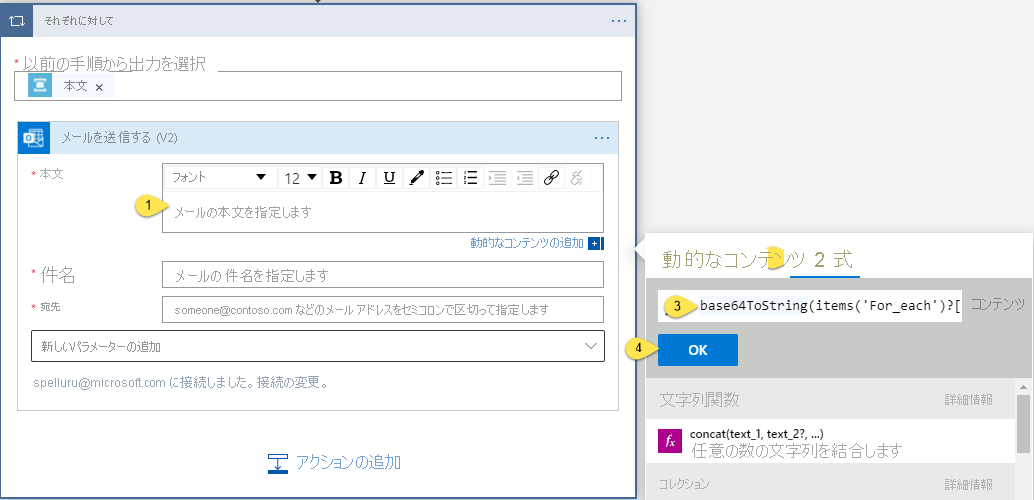 それぞれに対して
* 以前の手順から出力を選択
本文 ×
メールを送信する (V2)
* 本文
フォント 12 B I U
1 メールの本文を指定します
動的なコンテンツの追加
* 件名 メールの件名を指定します
* 宛先 someone@contoso.com などのメール アドレスをセミコロンで区切って指定します
新しいパラメーターの追加
spelluru@microsoft.com に接続しました。接続の変更。
アクションの追加
動的なコンテンツ 2 式
3 base64ToString(items('For_each')?[ コンテンツ
4 OK
文字列関数 詳細情報
fx concat(text_1, text_2?, ...)
任意の数の文字列を結合します
コレクション 詳細情報